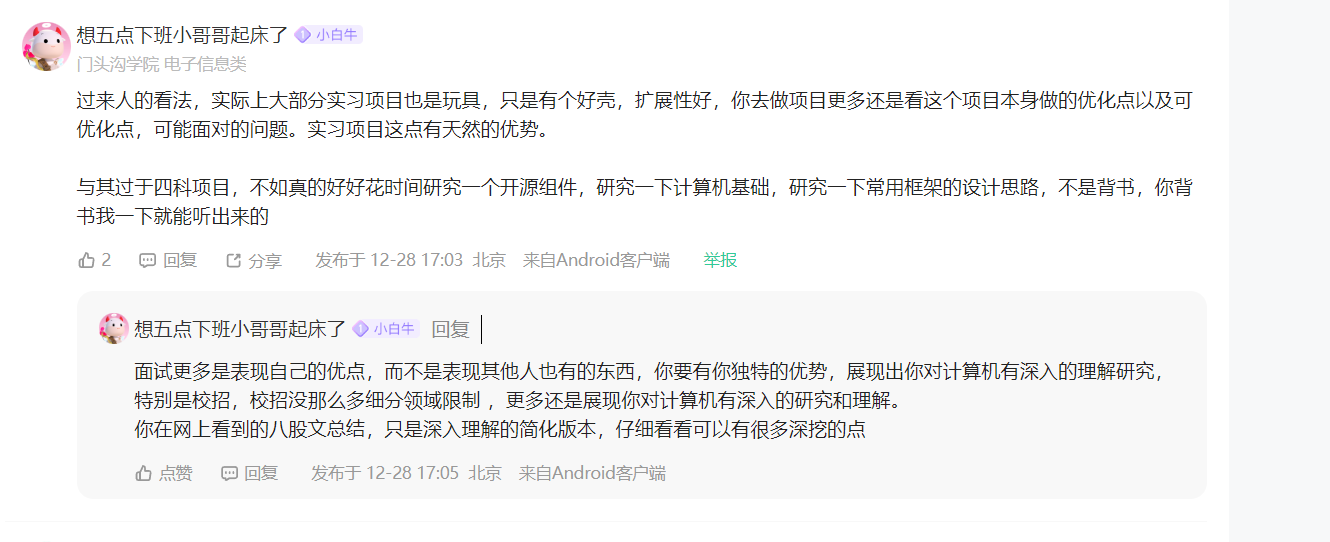 想五点下班小哥哥起床了 1 小白牛
门头沟学院 电子信息类
过来人的看法，实际上大部分实习项目也是玩具，只是有个好壳，扩展性好，你去做项目更多还是看这个项目本身做的优化点以及可
优化点，可能面对的问题。实习项目这点有天然的优势。
与其过于四科项目，不如真的好好花时间研究一个开源组件，研究一下计算机基础，研究一下常用框架的设计思路，不是背书，你背
书我一下就能听出来的
2 回复 分享 发布于 12-28 17:03 北京 来自Android客户端 举报
想五点下班小哥哥起床了 1 小白牛 回复
面试更多是表现自己的优点，而不是表现其他人也有的东西，你要有你独特的优势，展现出你对计算机有深入的理解研究，
特别是校招，校招没那么多细分领域限制 ，更多还是展现你对计算机有深入的研究和理解。
你在网上看到的八股文总结，只是深入理解的简化版本，仔细看看可以有很多深挖的点
点赞 回复 发布于 12-28 17:05 北京 来自Android客户端